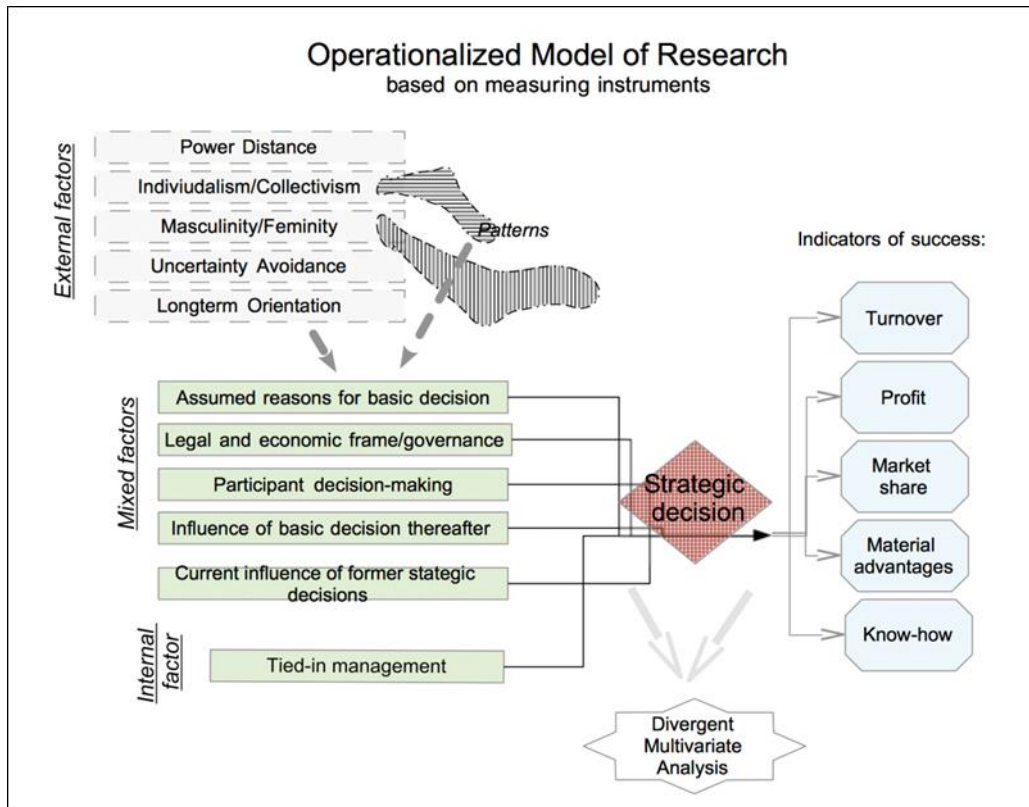 Operationalized Model of Research
based on measuring instruments
External factors
Power Distance
Indiviudalism/Collectivism
Masculinity/Feminity
Uncertainty Avoidance
Longterm Orientation
Patterns
Mixed factors
Assumed reasons for basic decision
Legal and economic frame/governance
Participant decision-making
Influence of basic decision thereafter
Current influence of former stategic
decisions
Internal
factor
Tied-in management
Strategic
decision
Divergent
Multivariate
Analysis
Indicators of success:
Turnover
Profit
Market
share
Material
advantages
Know-how